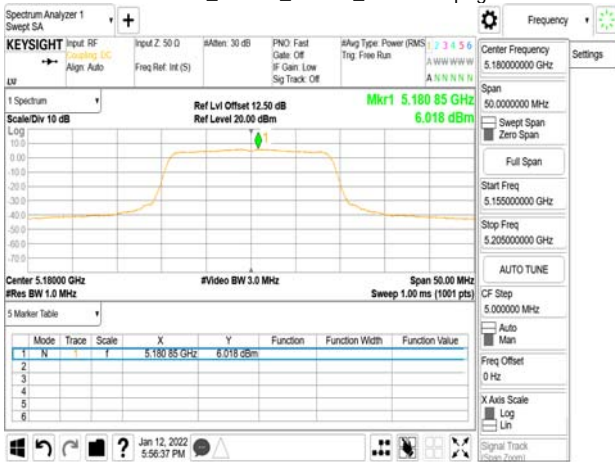 Spectrum Analyzer 1
Swept SA
Frequency
KEYSIGHT
Input: RF
Coupling: DC
Align: Auto
Input Z: 50 Ω
Freq Ref: Int (S)
#Atten: 30 dB
PNO: Fast
Gate: Off
IF Gain: Low
Sig Track: Off
#Avg Type: Power (RMS)
Trig: Free Run
1 2 3 4 5 6
A WW WW W
A N N N N N
Settings
1 Spectrum
Scale/Div 10 dB
Ref Lvl Offset 12.50 dB
Ref Level 20.00 dBm
Mkr1 5.180 85 GHz
6.018 dBm
Log
10.0
0.00
-20.0
-30.0
-40.0
-50.0
-60.0
-70.0
1
Center 5.18000 GHz
#Res BW 1.0 MHz
#Video BW 3.0 MHz
Span 50.00 MHz
Sweep 1.00 ms (1001 pts)
5 Marker Table
Mode Trace Scale X Y Function Function Width Function Value
1 N 1 f 5.180 85 GHz 6.018 dBm
2
3
4
5
6
Center Frequency
5.180000000 GHz
Span
50.0000000 MHz
Swept Span
Zero Span
Full Span
Start Freq
5.155000000 GHz
Stop Freq
5.205000000 GHz
AUTO TUNE
CF Step
5.000000 MHz
Auto
Man
Freq Offset
0 Hz
X Axis Scale
Log
Lin
Signal Track
(Span Zoom)
?
Jan 12, 2022
5:56:37 PM